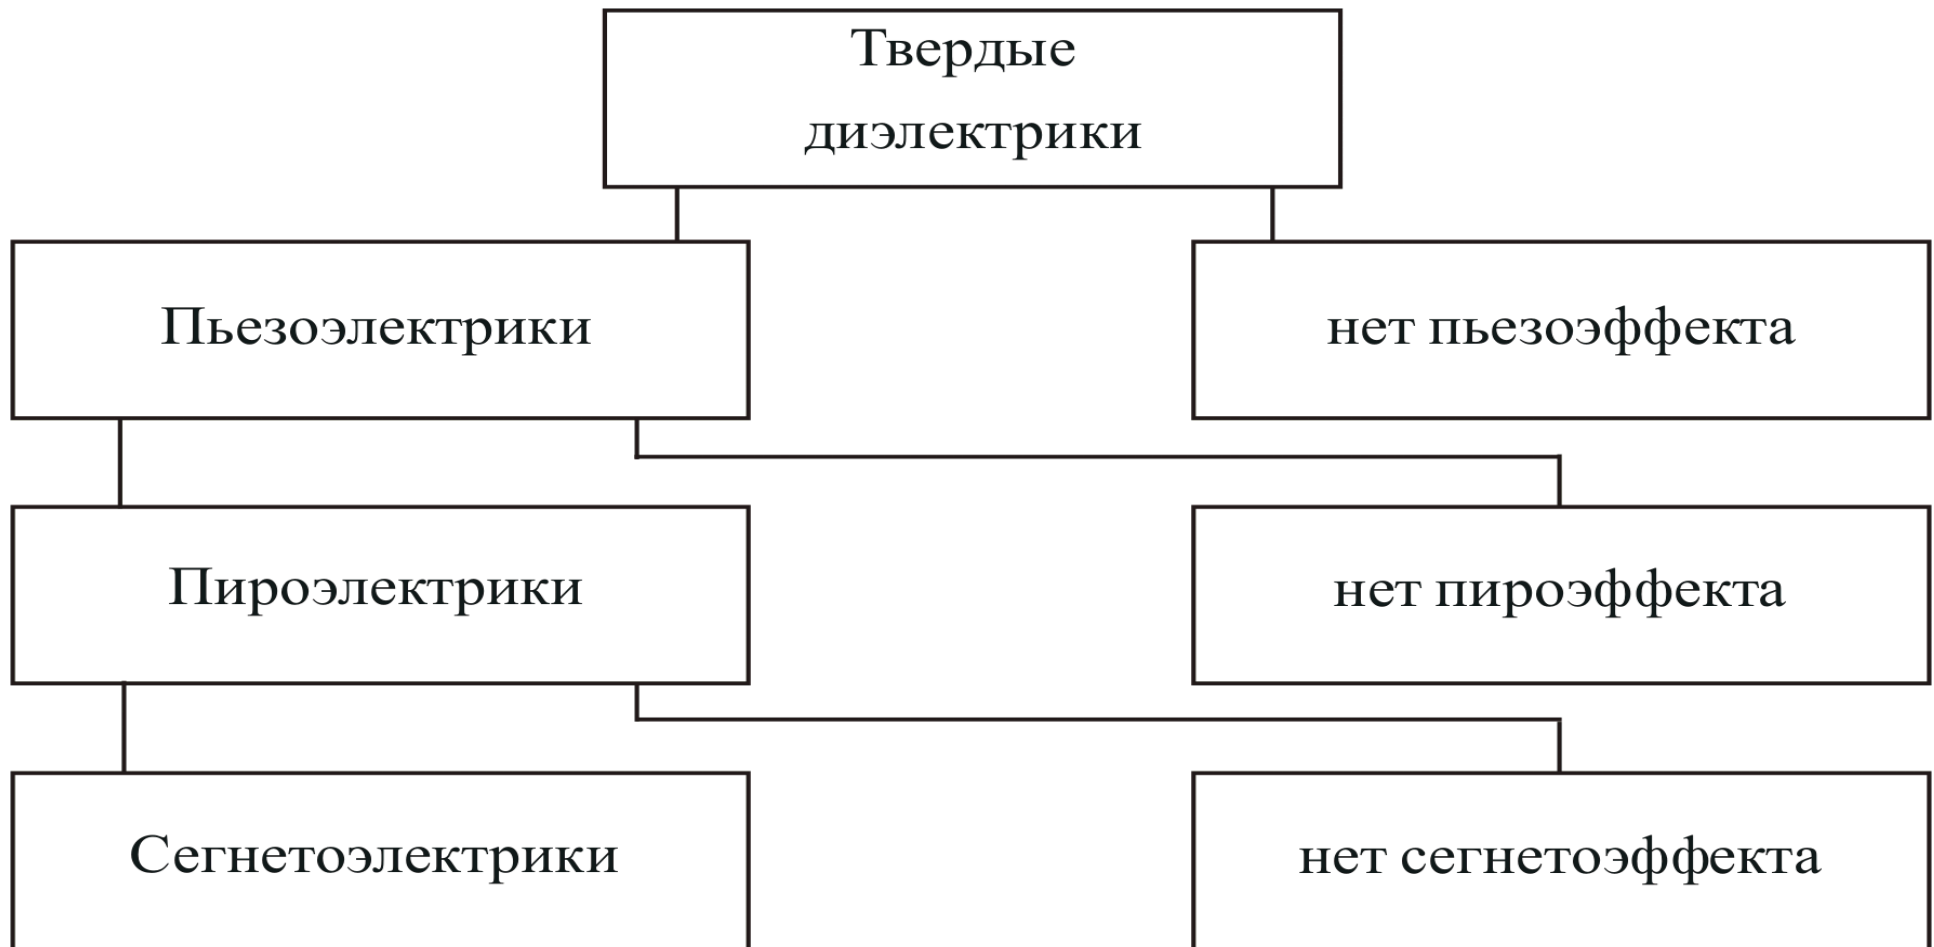 Твердые
диэлектрики
Пьезоэлектрики
нет пьезоэффекта
Пироэлектрики
нет пироэффекта
Сегнетоэлектрики
нет сегнетоэффекта